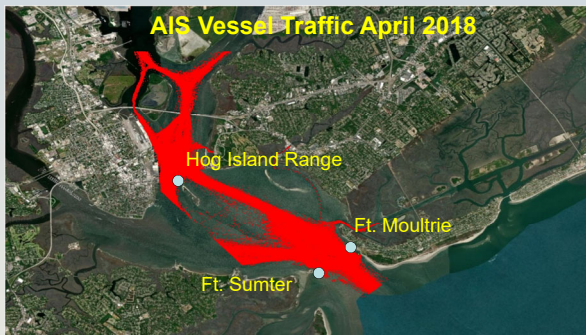 AIS Vessel Traffic April 2018
Hog Island Range
Ft. Moultrie
Ft. Sumter